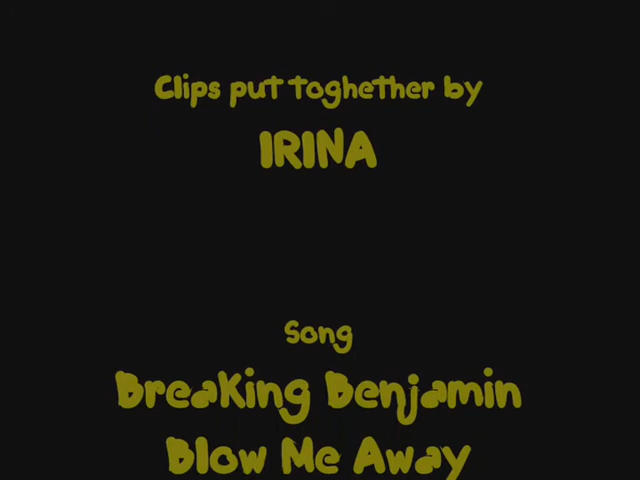 Clips put toghether by
IRINA
Song
Breaking Benjamin
Blow Me Away